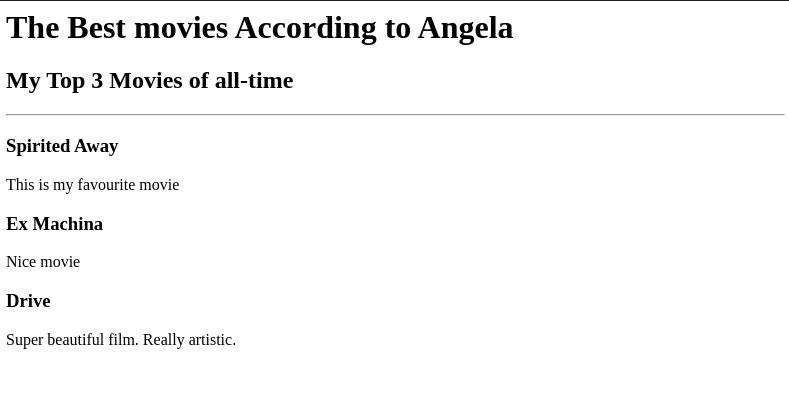 The Best movies According to Angela
My Top 3 Movies of all-time
Spirited Away
This is my favourite movie
Ex Machina
Nice movie
Drive
Super beautiful film. Really artistic.